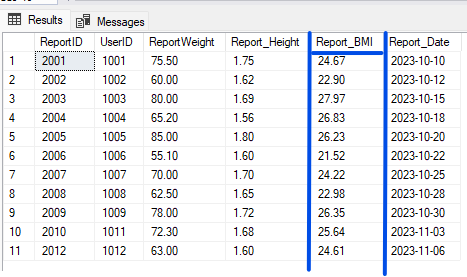 Results Messages
ReportID UserID ReportWeight Report_Height Report_BMI Report_Date
1 2001 1001 75.50 1.75 24.67 2023-10-10
2 2002 1002 60.00 1.62 22.90 2023-10-12
3 2003 1003 80.00 1.69 27.97 2023-10-15
4 2004 1004 65.20 1.56 26.83 2023-10-18
5 2005 1005 85.00 1.80 26.23 2023-10-20
6 2006 1006 55.10 1.60 21.52 2023-10-22
7 2007 1007 70.00 1.70 24.22 2023-10-25
8 2008 1008 62.50 1.65 22.98 2023-10-28
9 2009 1009 78.00 1.72 26.35 2023-10-30
10 2010 1011 72.30 1.68 25.64 2023-11-03
11 2012 1012 63.00 1.60 24.61 2023-11-06